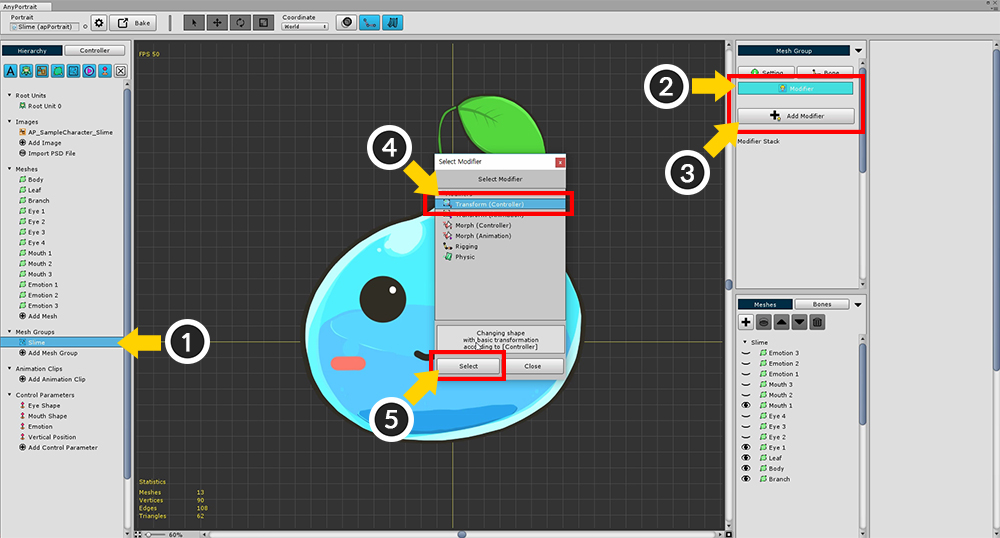 AnyPortrait
Portrait
Slime (apPortrait)
Bake
Coordinate
World
Hierarchy
Controller
Root Units
Root Unit 0
Images
AP_SampleCharacter_Slime
Add Image
Import PSD File
Meshes
Body
Leaf
Branch
Eye 1
Eye 2
Eye 3
Eye 4
Mouth 1
Mouth 2
Mouth 3
Emotion 1
Emotion 2
Emotion 3
Add Mesh
Mesh Groups
Slime
Add Mesh Group
Animation Clips
Add Animation Clip
Control Parameters
Eye Shape
Mouth Shape
Emotion
Vertical Position
Add Control Parameter
1
FPS 50
4
Select Modifier
Select Modifier
Transform (Controller)
Morph (Controller)
Morph (Animation)
Rigging
Physic
Changing shape
with basic transformation
according to [Controller]
Select
Close
5
Statistics
Meshes 13
Vertices 90
Edges 108
Triangles 62
60%
Mesh Group
Setting
Bone
2
Modifier
Add Modifier
3
Modifier Stack
Meshes
Bones
Slime
Emotion 3
Emotion 2
Emotion 1
Mouth 3
Mouth 2
Mouth 1
Eye 4
Eye 3
Eye 2
Eye 1
Leaf
Body
Branch